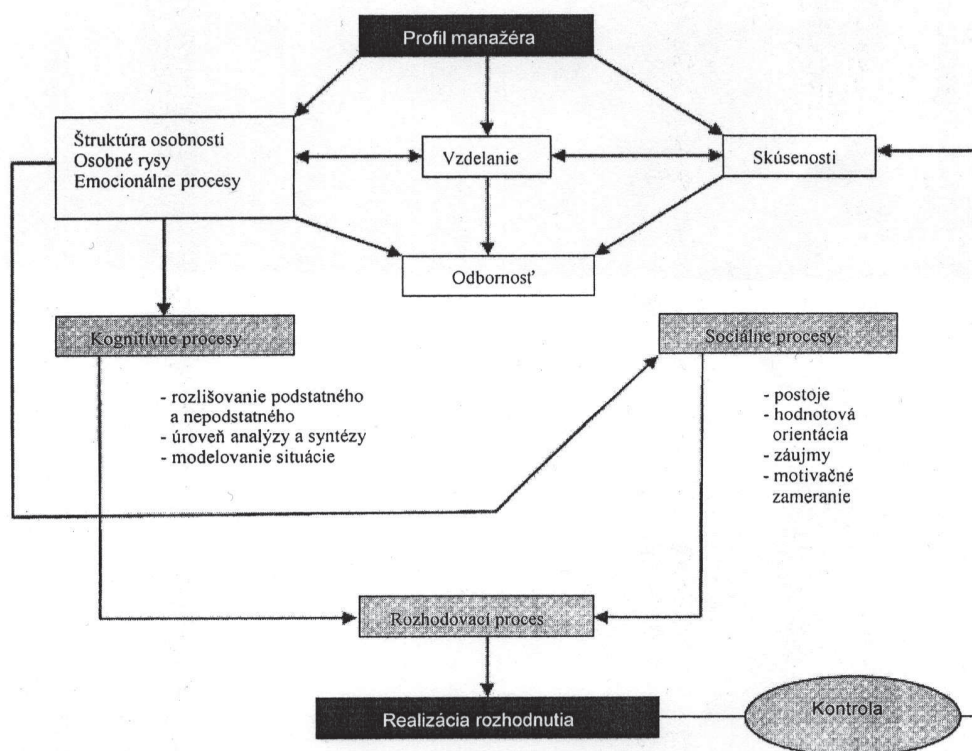 Profil manažéra
Štruktúra osobnosti
Osobné rysy
Emocionálne procesy
Vzdelanie
Skúsenosti
Odbornosť
Kognitívne procesy
Sociálne procesy
- rozlišovanie podstatného
a nepodstatného
- úroveň analýzy a syntézy
- modelovanie situácie
- postoje
- hodnotová
orientácia
- záujmy
- motivačné
zameranie
Rozhodovací proces
Realizácia rozhodnutia
Kontrola